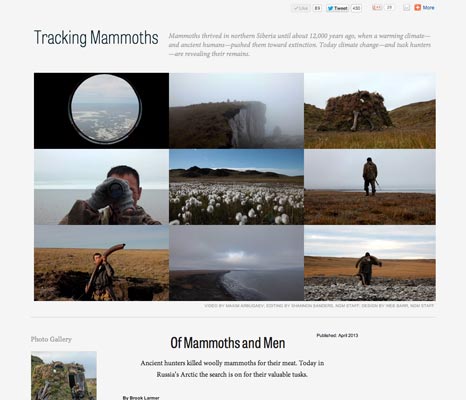 Like 89 Tweet 430 More
Tracking Mammoths
Mammoths thrived in northern Siberia until about 12,000 years ago, when a warming climate—
and ancient humans—pushed them toward extinction. Today climate change—and tusk hunters
—are revealing their remains.
VIDEO BY MAXIM ARBUGAEV; EDITING BY SHANNON SANDERS, NGM STAFF; DESIGN BY WEB BARR, NGM STAFF
Photo Gallery
Of Mammoths and Men
Published: April 2013
Ancient hunters killed woolly mammoths for their meat. Today in
Russia's Arctic the search is on for their valuable tusks.
By Brook Larmer